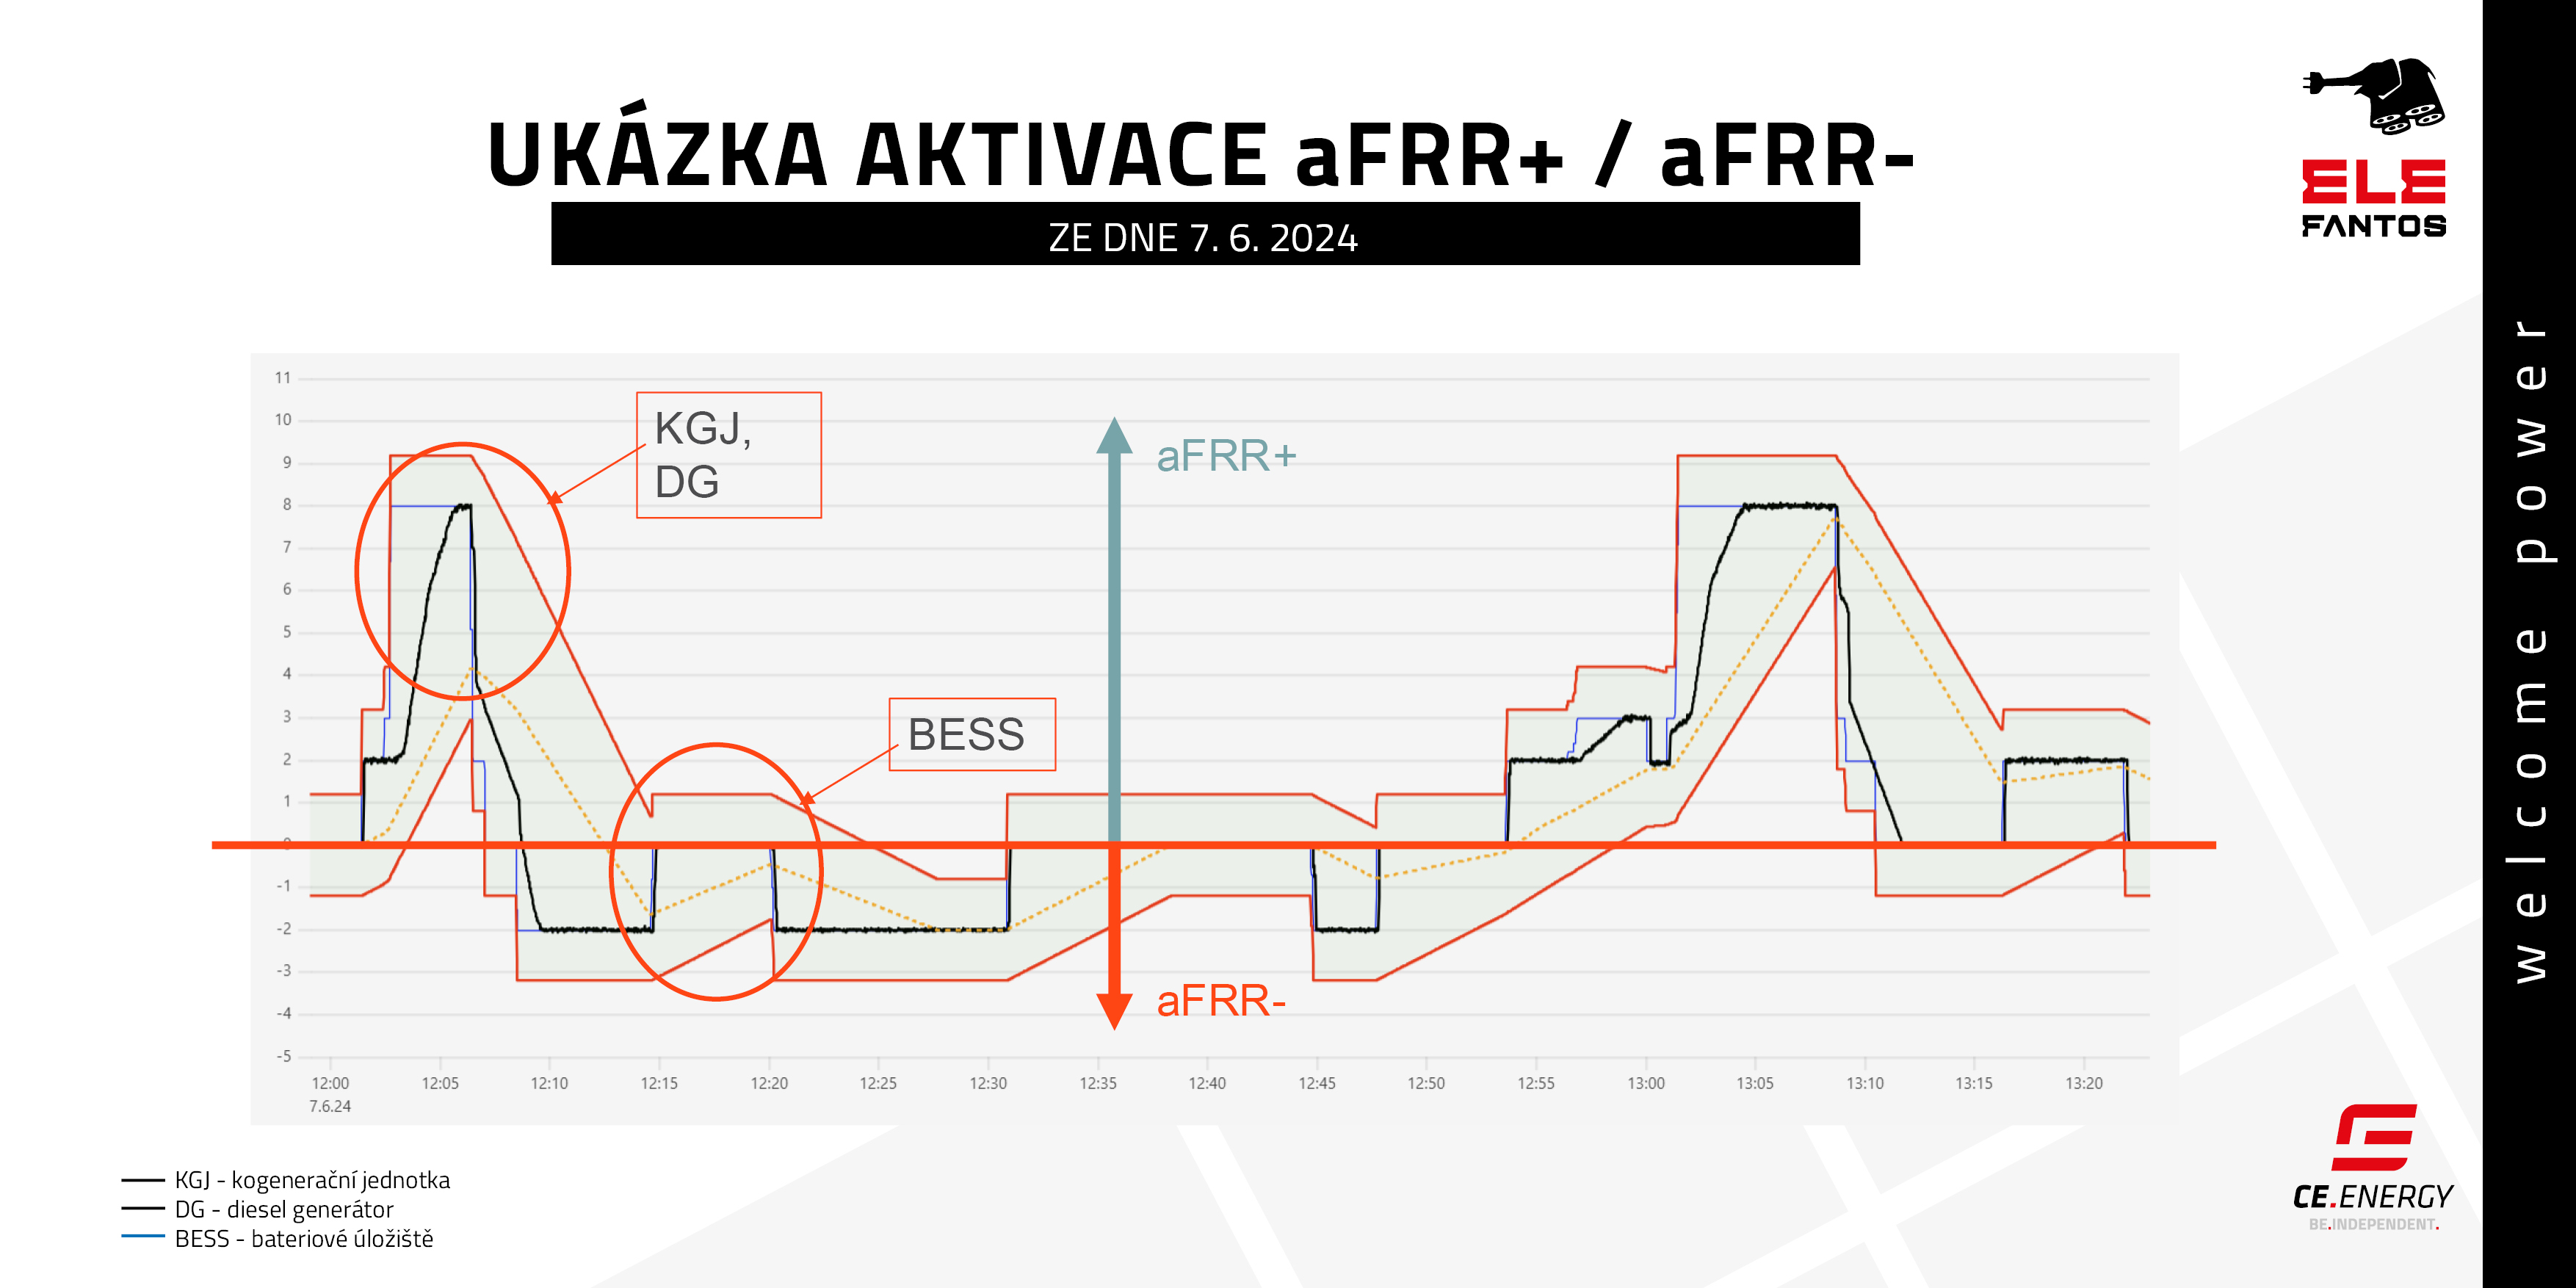 UKÁZKA AKTIVACE aFRR+ / aFRR-
ZE DNE 7. 6. 2024
ELE
FANTOS
welcome power
11
10
9
8
7
6
5
4
3
2
1
0
-1
-2
-3
-4
-5
KGJ,
DG
aFRR+
BESS
aFRR-
12:00 12:05 12:10 12:15 12:20 12:25 12:30 12:35 12:40 12:45 12:50 12:55 13:00 13:05 13:10 13:15 13:20
7.6.24
KGJ - kogenerační jednotka
DG - diesel generátor
BESS - bateriové úložiště
CE.ENERGY
BE.INDEPENDENT.